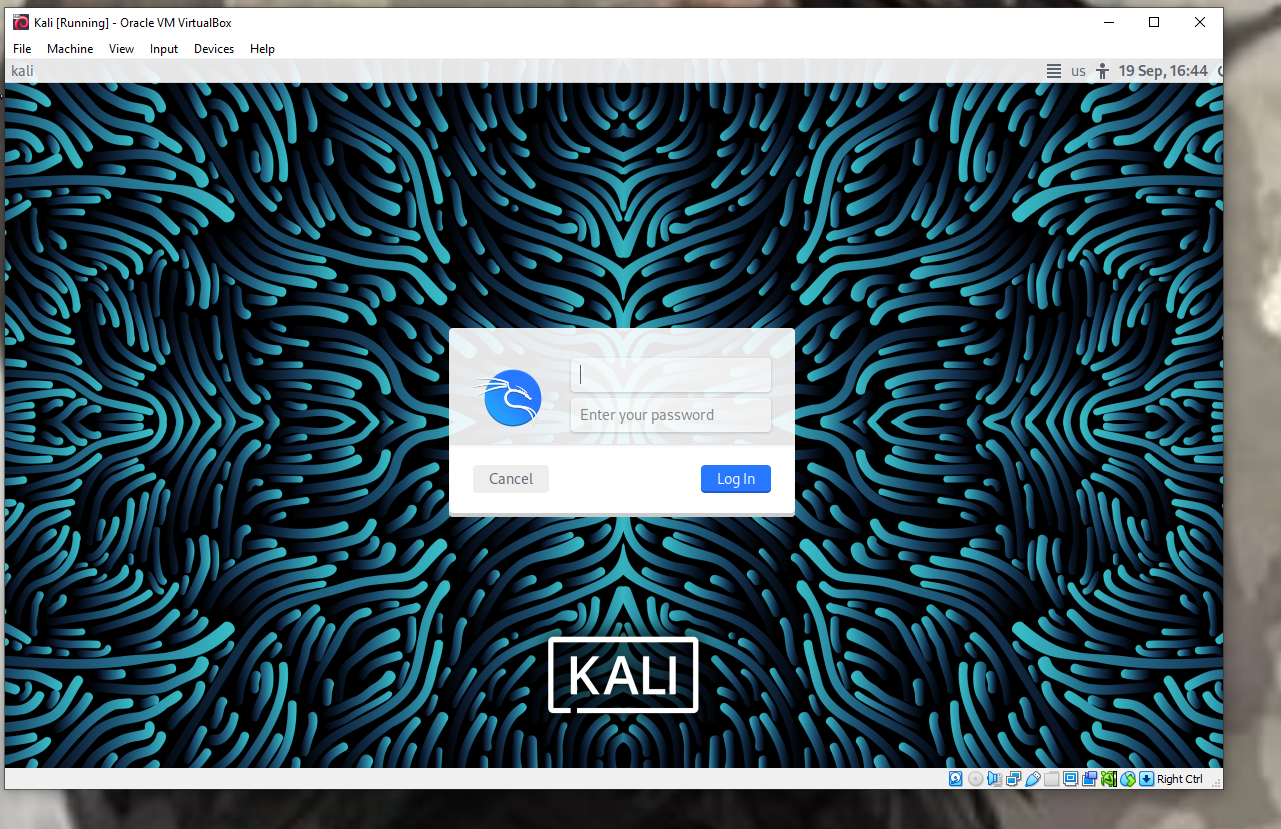 Kali [Running] - Oracle VM VirtualBox
File Machine View Input Devices Help
kali us 19 Sep, 16:44
Enter your password
Cancel Log In
KALI
Right Ctrl